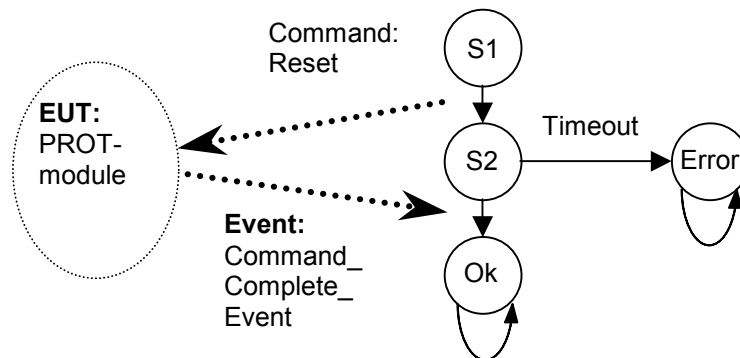 Command:
Reset
S1
EUT:
PROT-
module
Timeout
S2
Error
Event:
Command_
Complete_
Event
Ok